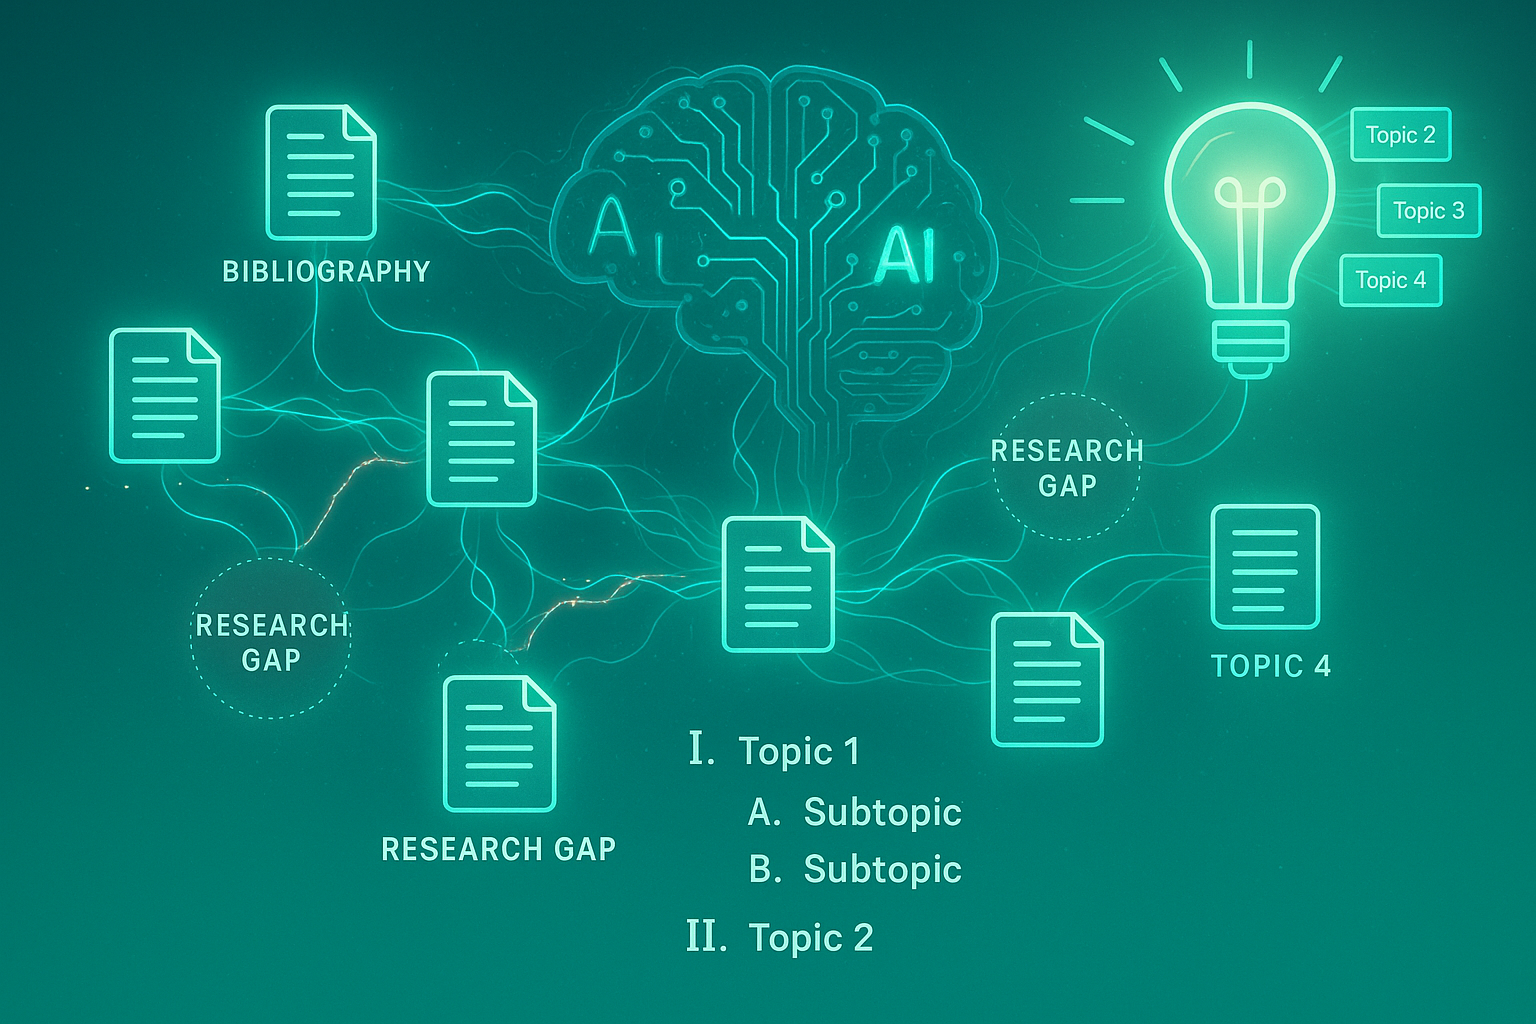 Topic 2
Topic 3
Topic 4
A
AI
BIBLIOGRAPHY
RESEARCH
GAP
RESEARCH
GAP
TOPIC 4
RESEARCH GAP
I. Topic 1
A. Subtopic
B. Subtopic
II. Topic 2